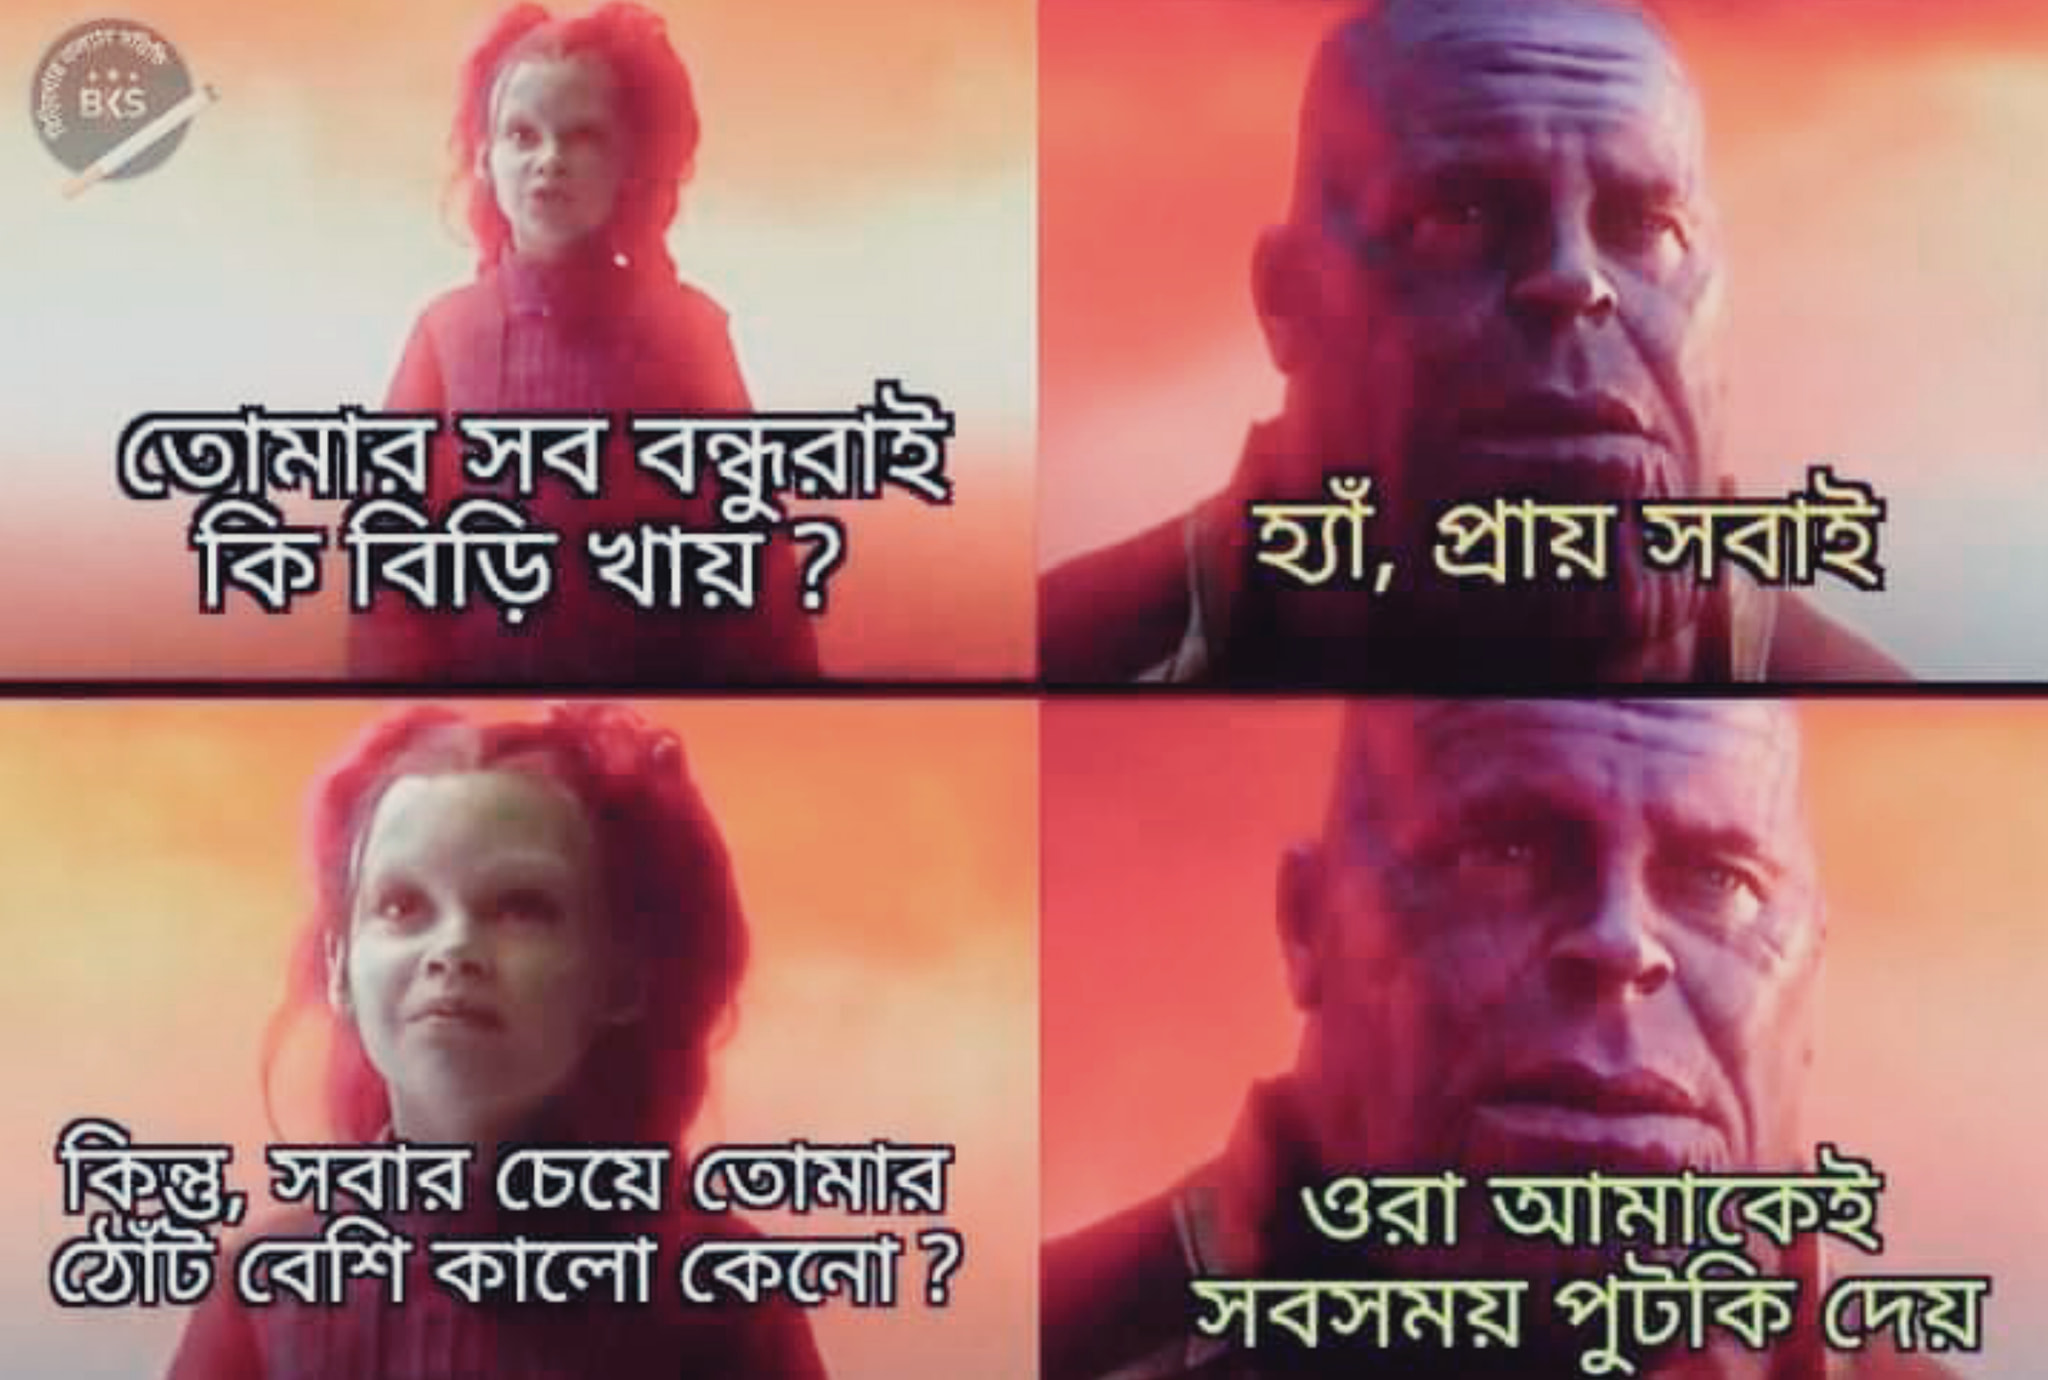 BKS
তোমার সব বন্ধুরাই
কি বিড়ি খায় ?
হ্যাঁ, প্রায় সবাই
কিন্তু, সবার চেয়ে তোমার
ঠোঁট বেশি কালো কেনো ?
ওরা আমাকেই
সবসময় পুটকি দেয়